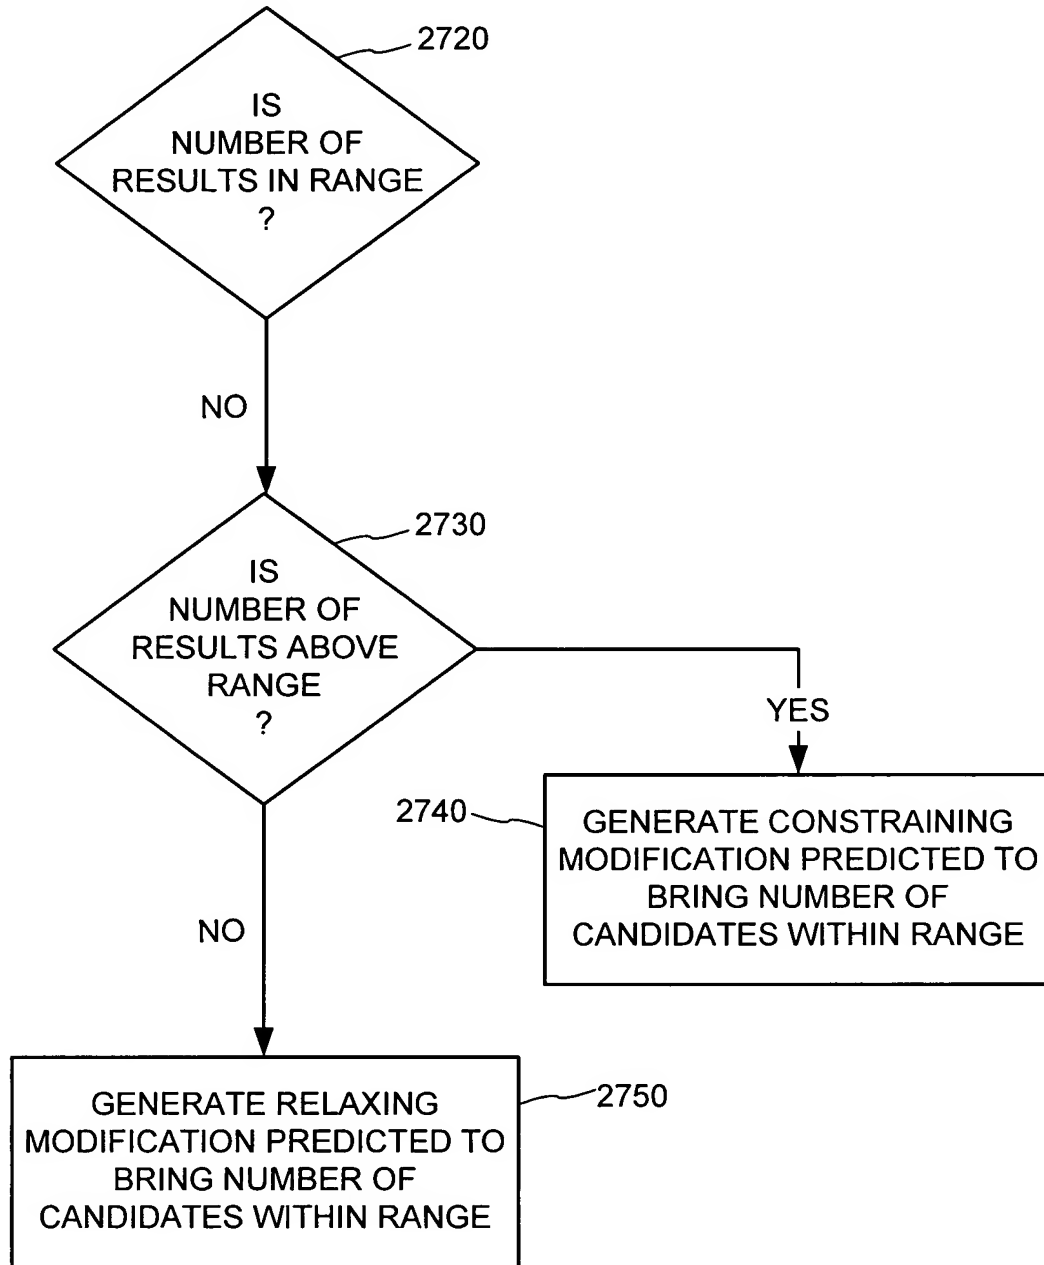 2720
IS
NUMBER OF
RESULTS IN RANGE
?
NO
2730
IS
NUMBER OF
RESULTS ABOVE
RANGE
?
YES
2740
GENERATE CONSTRAINING
MODIFICATION PREDICTED TO
BRING NUMBER OF
CANDIDATES WITHIN RANGE
NO
2750
GENERATE RELAXING
MODIFICATION PREDICTED TO
BRING NUMBER OF
CANDIDATES WITHIN RANGE